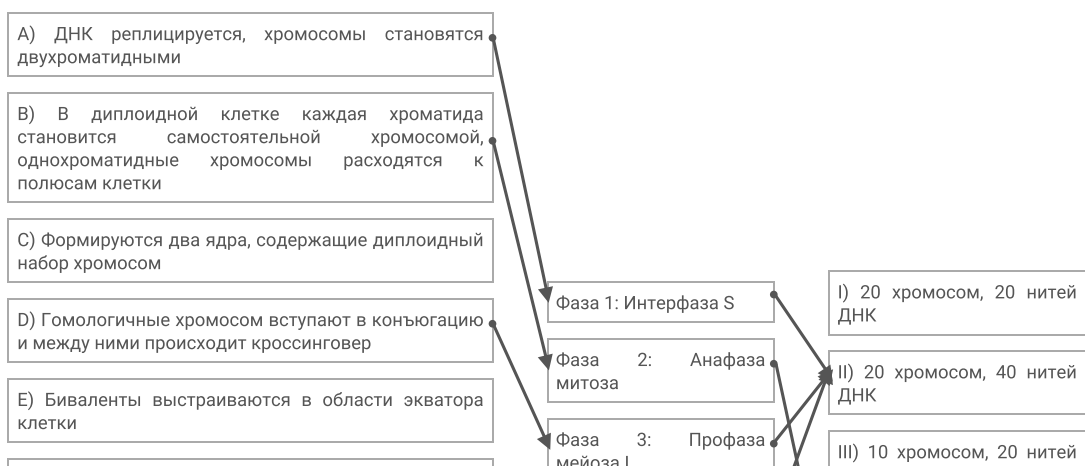 A) ДНК реплицируется, хромосомы становятся
двухроматидными
B) В диплоидной клетке каждая хроматида
становится самостоятельной хромосомой,
однохроматидные хромосомы расходятся к
полюсам клетки
C) Формируются два ядра, содержащие диплоидный
набор хромосом
D) Гомологичные хромосом вступают в конъюгацию
и между ними происходит кроссинговер
E) Биваленты выстраиваются в области экватора
клетки
Фаза 1: Интерфаза S
Фаза 2: Анафаза
митоза
Фаза 3: Профаза
мейоза I
I) 20 хромосом, 20 нитей
ДНК
II) 20 хромосом, 40 нитей
ДНК
III) 10 хромосом, 20 нитей